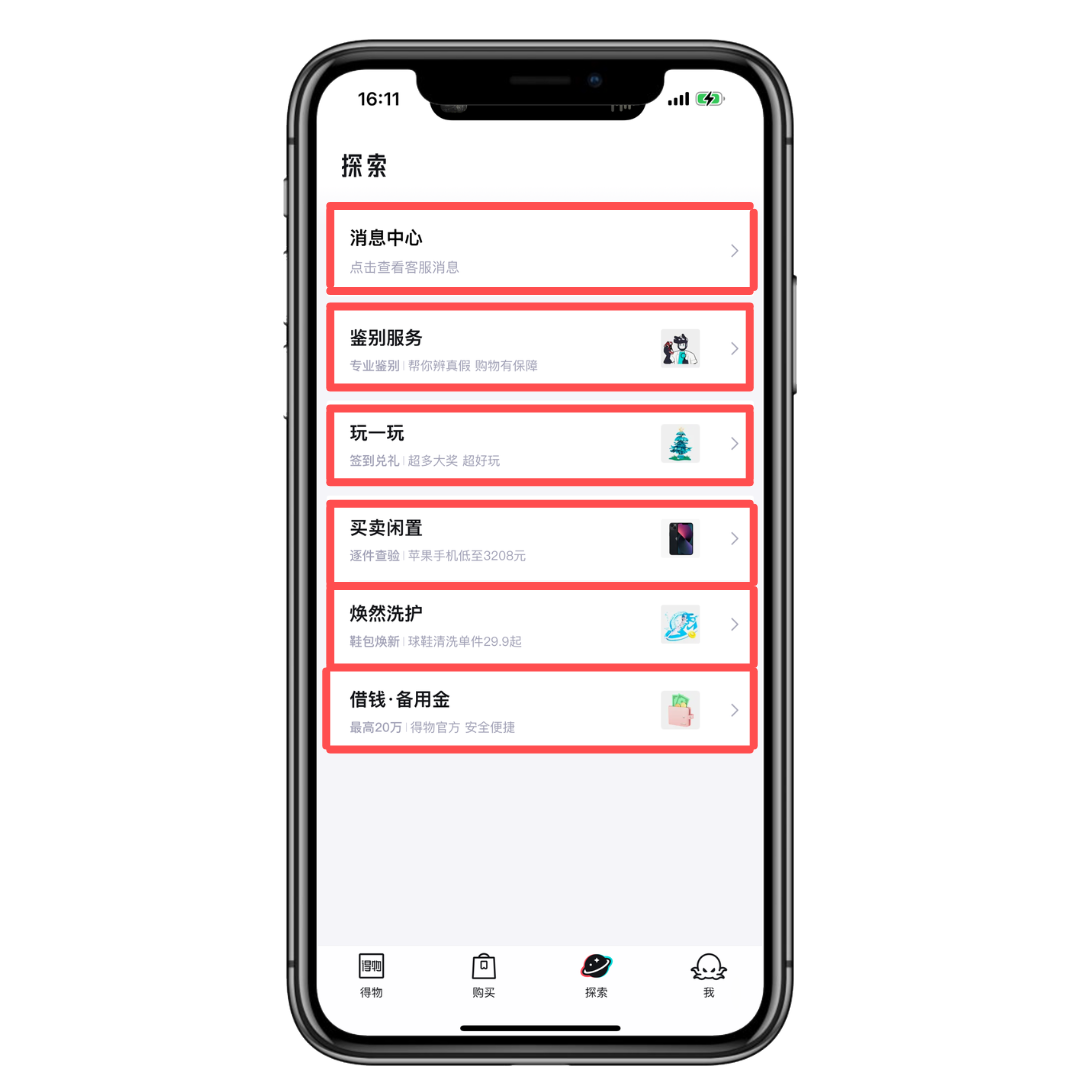 16:11
探索
消息中心
点击查看客服消息
鉴别服务
专业鉴别 | 帮你辨真假 购物有保障
玩一玩
签到兑礼 | 超多大奖 超好玩
买卖闲置
逐件查验 | 苹果手机低至3208元
焕然洗护
鞋包焕新 | 球鞋清洗单件29.9起
借钱·备用金
最高20万 | 得物官方 安全便捷
得物
得物 购买 探索 我